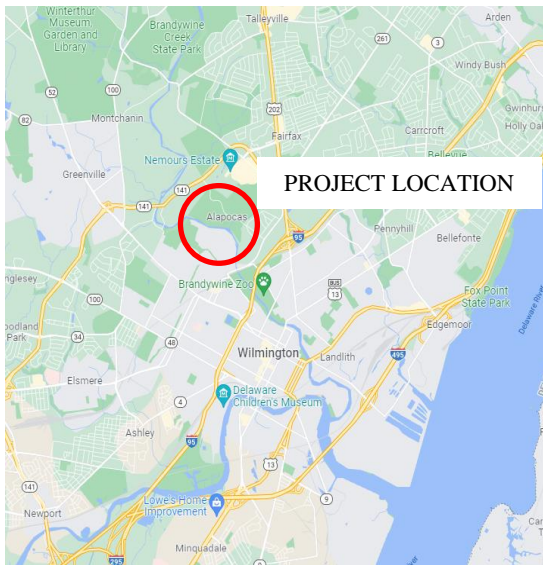 Winterthur
Museum,
Garden and
Library
Brandywine
Creek
State Park
Talleyville
Arden
261
3
Windy Bush
52
100
82
Montchanin
202
Gwinhurst
Holly Oak
Fairfax
Carrcroft
Bellevue
Nemours Estate
Greenville
141
141
PROJECT LOCATION
Alapocas
95
Pennyhill
Bellefonte
Brandywine Zoo
BUS
13
Fox Point
State Park
100
Delaware River
Edgemoor
34
48
Wilmington
Landlith
495
Elsmere
4
Delaware
Children's Museum
Ashley
95
13
141
9
Lowe's Home
Improvement
Newport
Minquadale
295